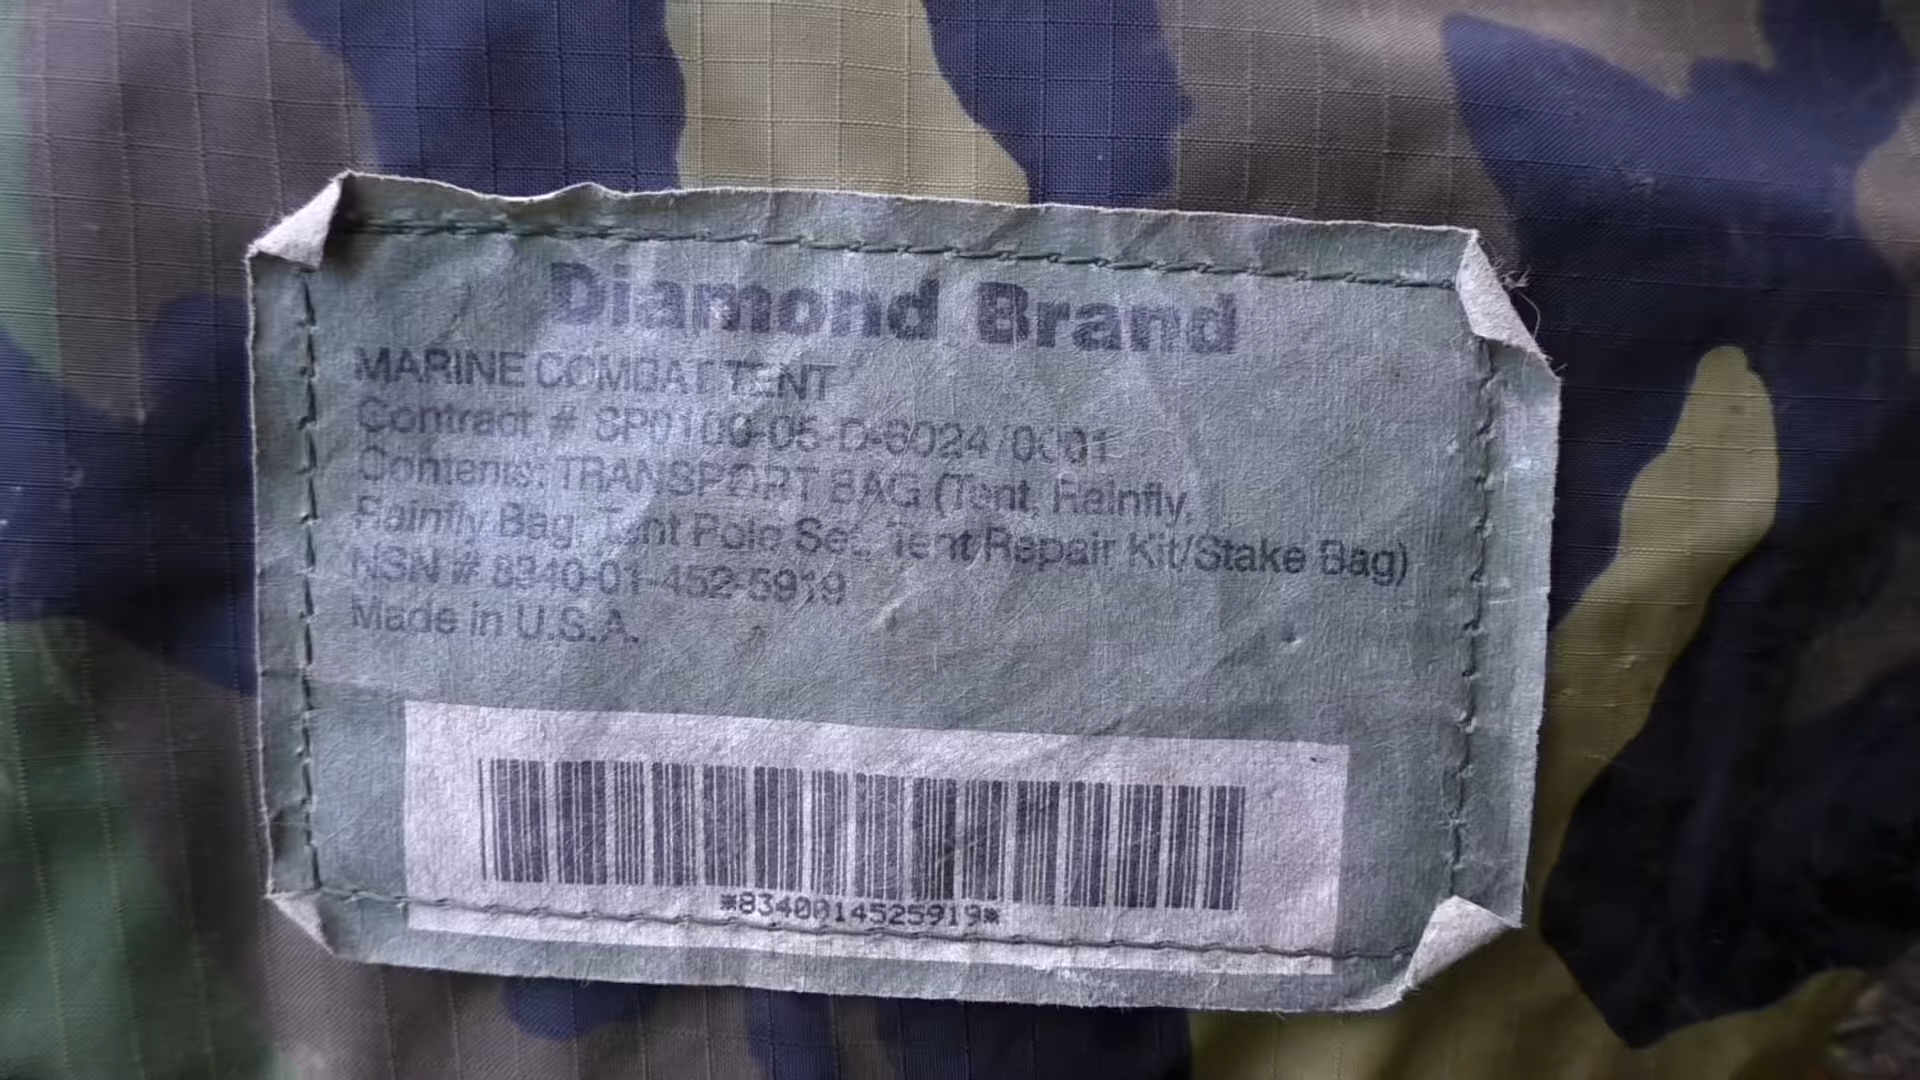 Diamond Brand
MARINE COMBAT TENT
Contract # SP0100-05-D-6024/0001
Contents: TRANSPORT BAG (Tent, Rainfly,
Rainfly Bag, Tent Pole Set, Tent Repair Kit/Stake Bag)
NSN # 8340-01-452-5919
Made in U.S.A.
*8340014525919*